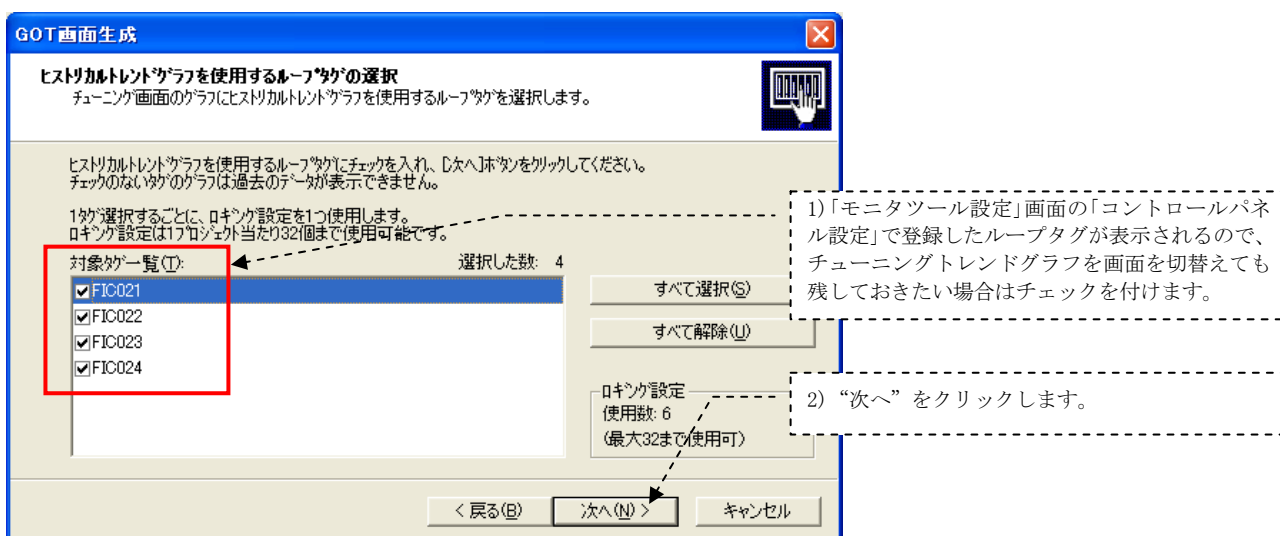 GOT画面生成
ヒストリカルトレンドグラフを使用するループタグの選択
チューニング画面のグラフにヒストリカルトレンドグラフを使用するループタグを選択します。
ヒストリカルトレンドグラフを使用するループタグにチェックを入れ、[次へ]ボタンをクリックしてください。
チェックのないタグのグラフは過去のデータが表示できません。
1タグ選択するごとに、ロギング設定を1つ使用します。
ロギング設定は1プロジェクト当たり32個まで使用可能です。
対象タグ一覧(T):
選択した数: 4
FIC021
FIC022
FIC023
FIC024
すべて選択(S)
すべて解除(U)
ロギング設定
使用数: 6
(最大32まで使用可)
< 戻る(B)
次へ(N) >
キャンセル
1)「モニタツール設定」画面の「コントロールパネ
ル設定」で登録したループタグが表示されるので、
チューニングトレンドグラフを画面を切替えても
残しておきたい場合はチェックを付けます。
2) “次へ” をクリックします。